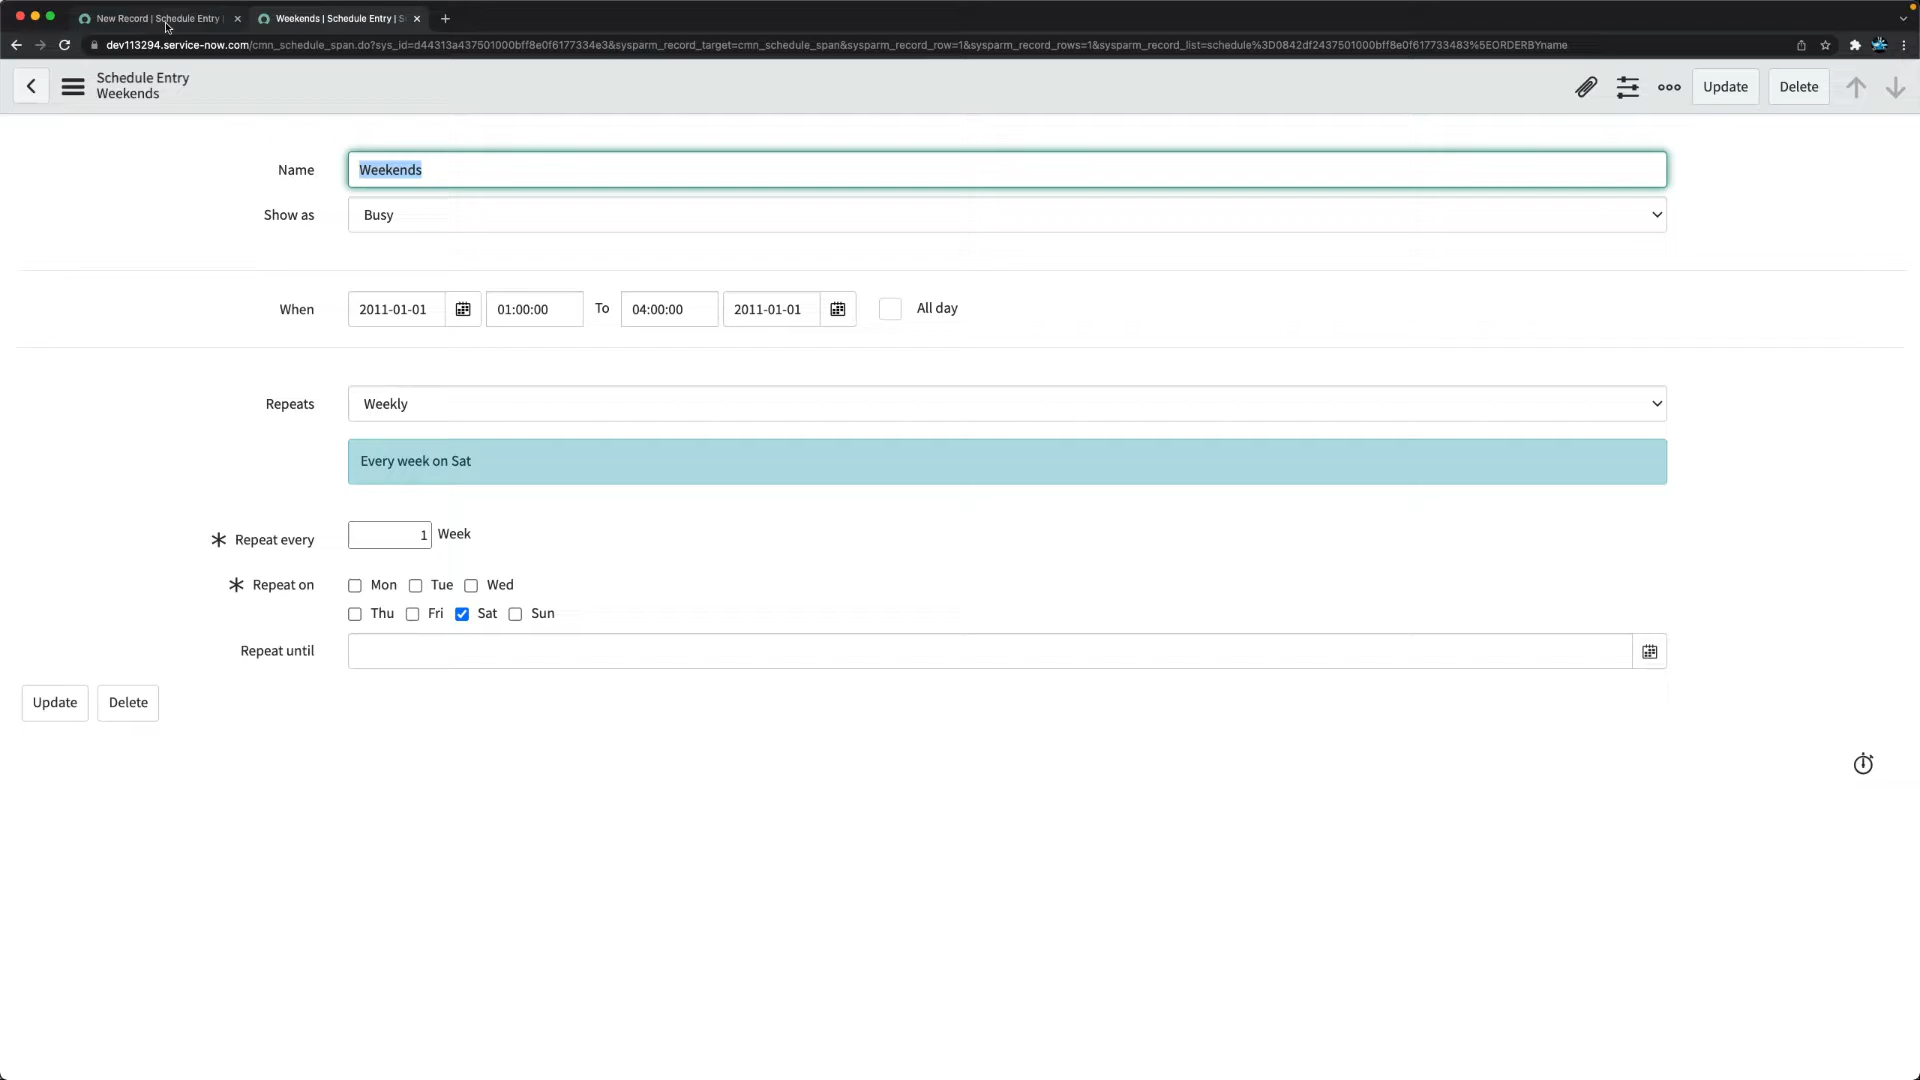 New Record | Schedule Entry |
Weekends | Schedule Entry | S
dev113294.service-now.com/cmn_schedule_span.do?sys_id=d44313a437501000bff8e0f6177334e3&sysparm_record_target=cmn_schedule_span&sysparm_record_row=1&sysparm_record_rows=1&sysparm_record_list=schedule%3D0842df2437501000bff8e0f617733483%5EORDERBYname
Schedule Entry
Weekends
Update
Delete
Name
Weekends
Show as
Busy
When
2011-01-01
01:00:00
To
04:00:00
2011-01-01
All day
Repeats
Weekly
Every week on Sat
Repeat every
1
Week
Repeat on
Mon Tue Wed
Thu Fri Sat Sun
Repeat until
Update
Delete